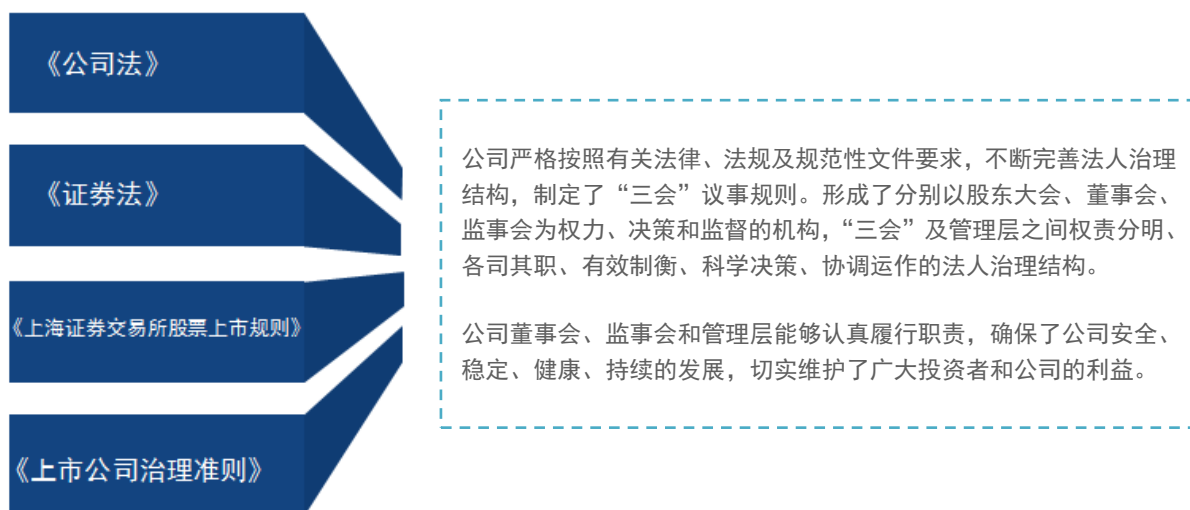 《公司法》
《证券法》
《上海证券交易所股票上市规则》
《上市公司治理准则》
公司严格按照有关法律、法规及规范性文件要求，不断完善法人治理
结构，制定了“三会”议事规则。形成了分别以股东大会、董事会、
监事会为权力、决策和监督的机构，“三会”及管理层之间权责分明、
各司其职、有效制衡、科学决策、协调运作的法人治理结构。
公司董事会、监事会和管理层能够认真履行职责，确保了公司安全、
稳定、健康、持续的发展，切实维护了广大投资者和公司的利益。